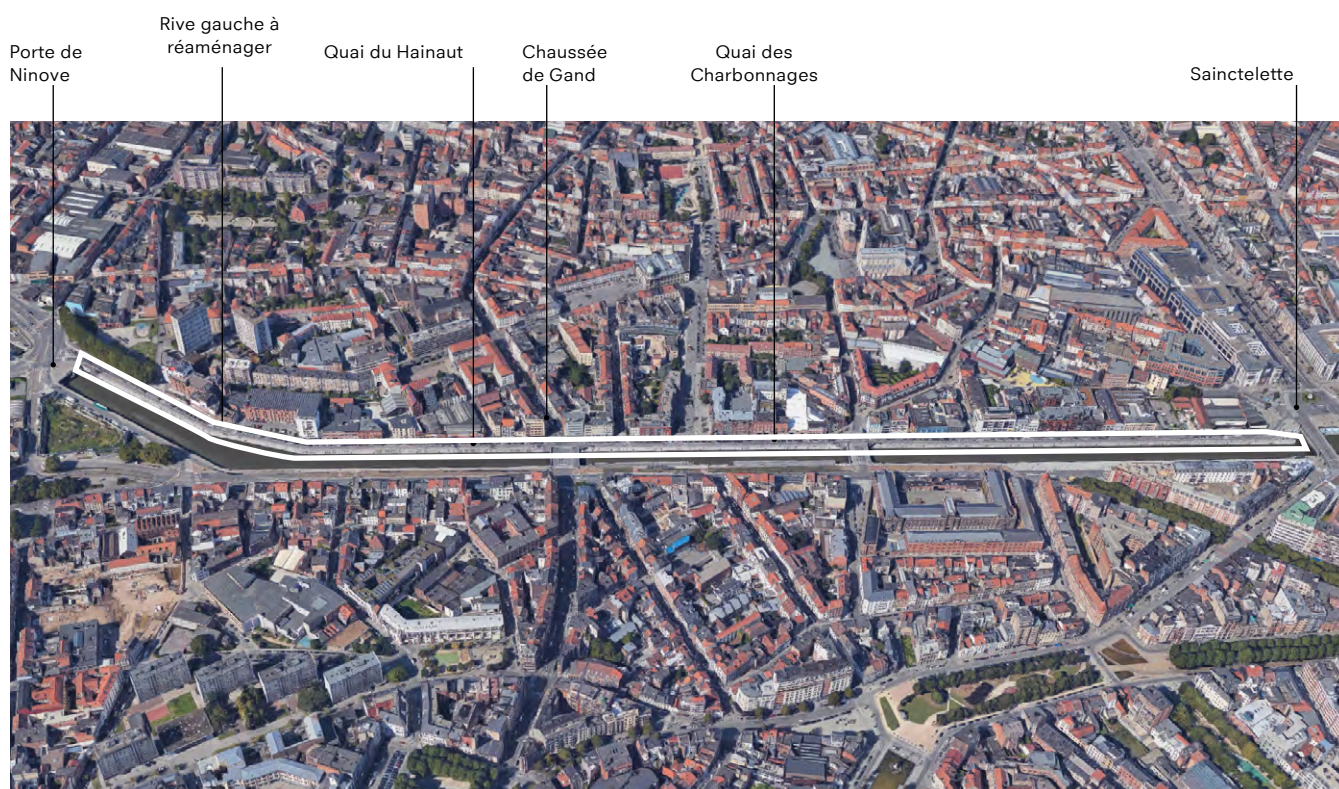 Porte de
Ninove
Rive gauche à
réaménager
Quai du Hainaut
Chaussée
de Gand
Quai des
Charbonnages
Sainctelette